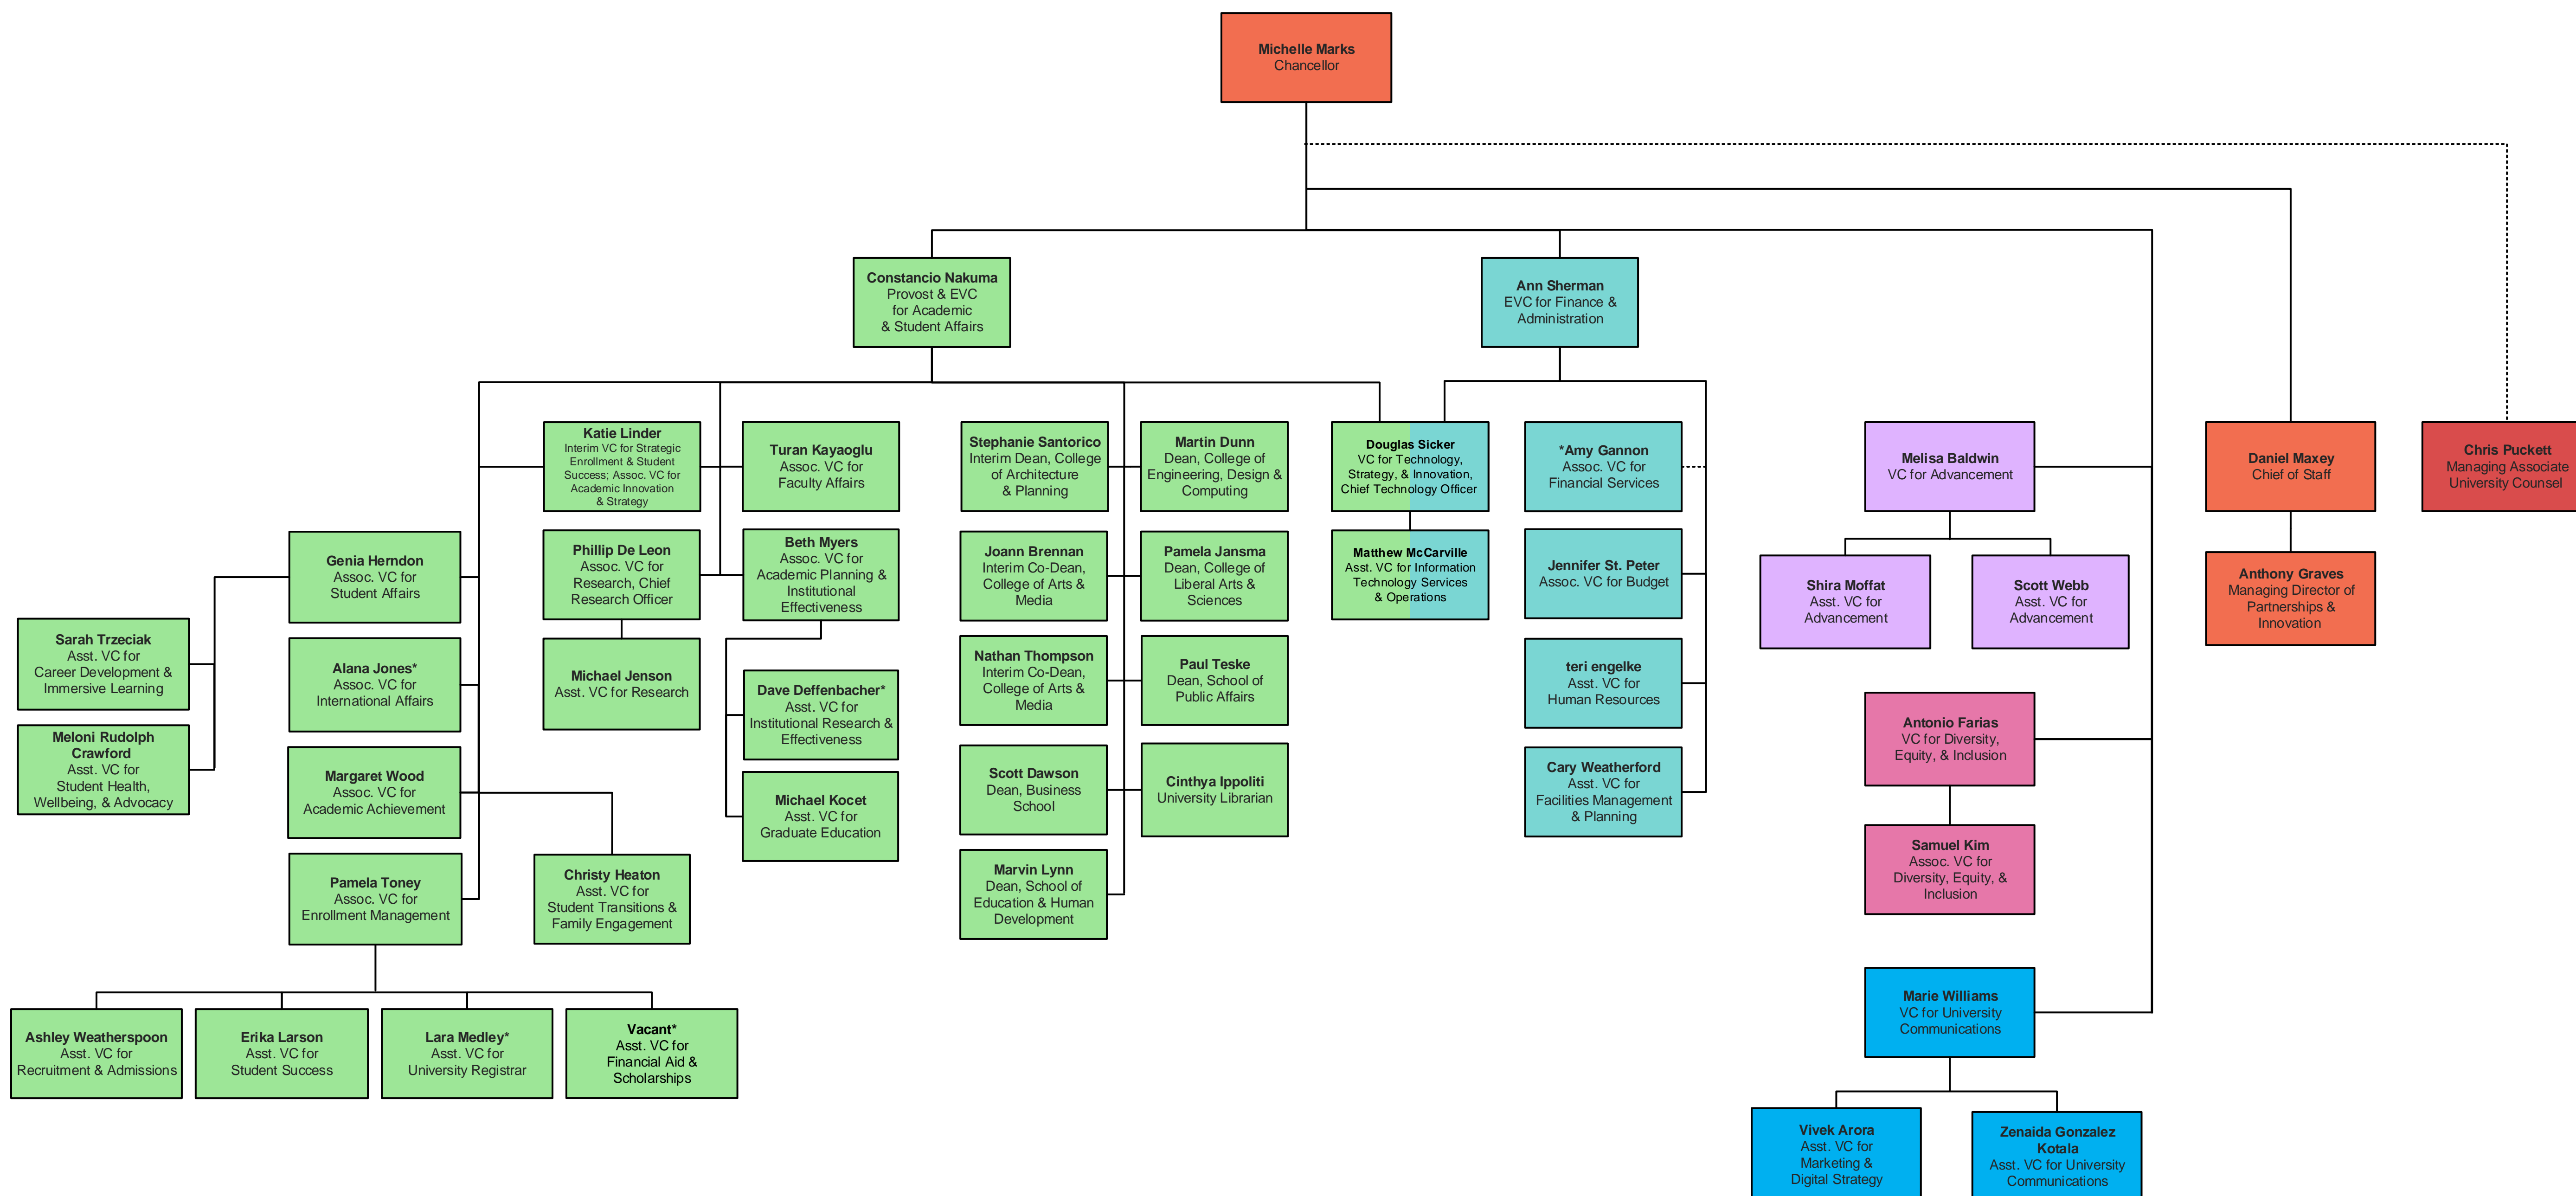 Michelle Marks
Chancellor
Constancio Nakuma
Provost & EVC
for Academic
& Student Affairs
Ann Sherman
EVC for Finance &
Administration
Katie Linder
Interim VC for Strategic
Enrollment & Student
Success; Assoc. VC for
Academic Innovation
& Strategy
Turan Kayaoglu
Assoc. VC for
Faculty Affairs
Stephanie Santorico
Interim Dean, College
of Architecture
& Planning
Martin Dunn
Dean, College of
Engineering, Design &
Computing
Douglas Sicker
VC for Technology,
Strategy, & Innovation,
Chief Technology Officer
*Amy Gannon
Assoc. VC for
Financial Services
Melisa Baldwin
VC for Advancement
Daniel Maxey
Chief of Staff
Chris Puckett
Managing Associate
University Counsel
Genia Herndon
Assoc. VC for
Student Affairs
Phillip De Leon
Assoc. VC for
Research, Chief
Research Officer
Beth Myers
Assoc. VC for
Academic Planning &
Institutional
Effectiveness
Joann Brennan
Interim Co-Dean,
College of Arts &
Media
Pamela Jansma
Dean, College of
Liberal Arts &
Sciences
Matthew McCarville
Asst. VC for Information
Technology Services
& Operations
Jennifer St. Peter
Assoc. VC for Budget
Shira Moffat
Asst. VC for
Advancement
Scott Webb
Asst. VC for
Advancement
Anthony Graves
Managing Director of
Partnerships &
Innovation
Sarah Trzeciak
Asst. VC for
Career Development &
Immersive Learning
Alana Jones*
Assoc. VC for
International Affairs
Michael Jenson
Asst. VC for Research
Dave Deffenbacher*
Asst. VC for
Institutional Research &
Effectiveness
Nathan Thompson
Interim Co-Dean,
College of Arts &
Media
Paul Teske
Dean, School of
Public Affairs
teri engelke
Asst. VC for
Human Resources
Antonio Farias
VC for Diversity,
Equity, & Inclusion
Meloni Rudolph
Crawford
Asst. VC for
Student Health,
Wellbeing, & Advocacy
Margaret Wood
Assoc. VC for
Academic Achievement
Michael Kocet
Asst. VC for
Graduate Education
Scott Dawson
Dean, Business
School
Cinthya Ippoliti
University Librarian
Cary Weatherford
Asst. VC for
Facilities Management
& Planning
Samuel Kim
Assoc. VC for
Diversity, Equity, &
Inclusion
Pamela Toney
Assoc. VC for
Enrollment Management
Christy Heaton
Asst. VC for
Student Transitions &
Family Engagement
Marvin Lynn
Dean, School of
Education & Human
Development
Marie Williams
VC for University
Communications
Ashley Weatherspoon
Asst. VC for
Recruitment & Admissions
Erika Larson
Asst. VC for
Student Success
Lara Medley*
Asst. VC for
University Registrar
Vacant*
Asst. VC for
Financial Aid &
Scholarships
Vivek Arora
Asst. VC for
Marketing &
Digital Strategy
Zenaida Gonzalez
Kotala
Asst. VC for University
Communications